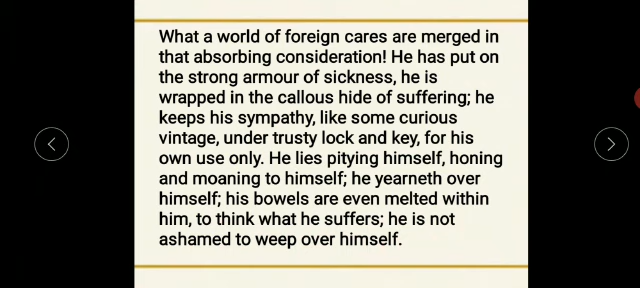 What a world of foreign cares are merged in
that absorbing consideration! He has put on
the strong armour of sickness, he is
wrapped in the callous hide of suffering; he
keeps his sympathy, like some curious
vintage, under trusty lock and key, for his
own use only. He lies pitying himself, honing
and moaning to himself; he yearneth over
himself; his bowels are even melted within
him, to think what he suffers; he is not
ashamed to weep over himself.